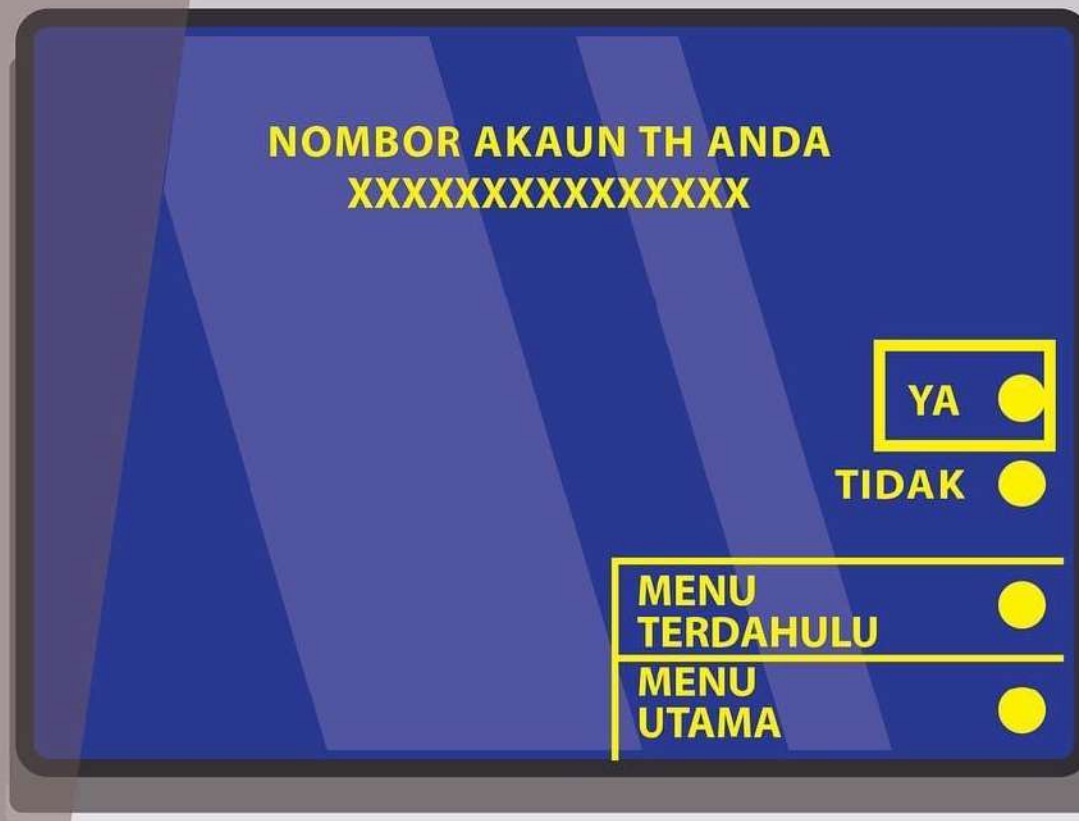 NOMBOR AKAUN TH ANDA
XXXXXXXXXXXXXXX
YA
TIDAK
MENU
TERDAHULU
MENU
UTAMA